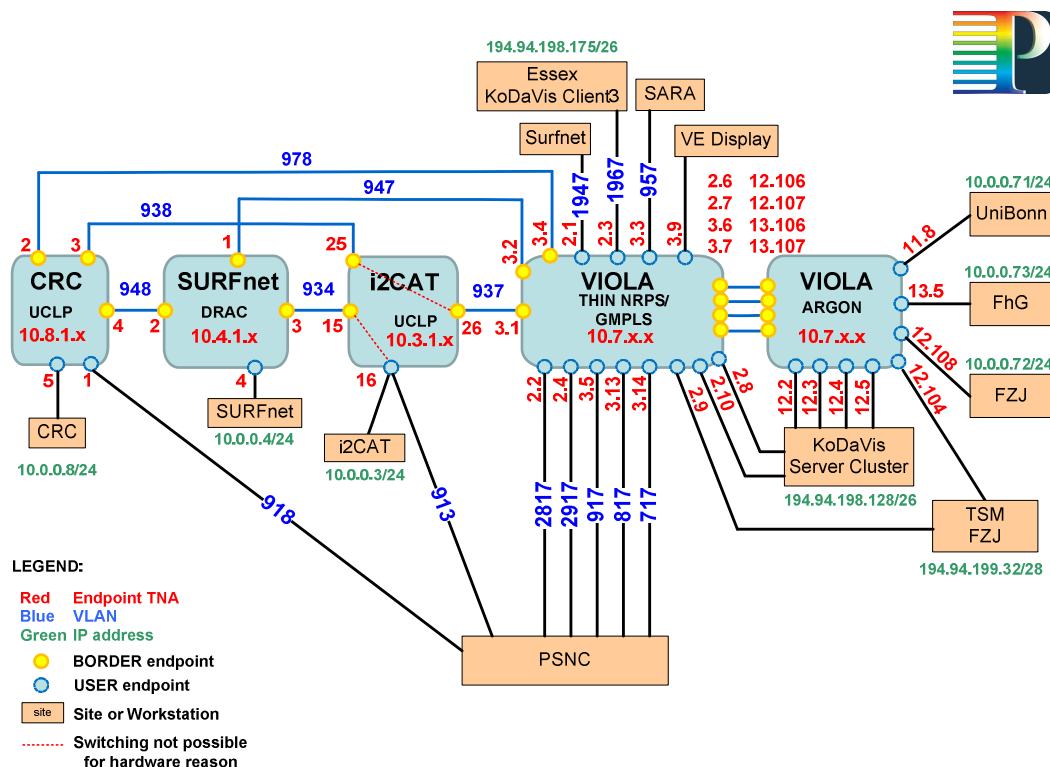 P
194.94.198.175/26
Essex
KoDaVis Client3
SARA
Surfnet
VE Display
978
947
938
1947
1967
957
2.6 12.106
2.7 12.107
3.6 13.106
3.7 13.107
10.0.0.71/24
UniBonn
11.8
2
3
1
25
3.2
3.4
2.1
2.3
3.3
3.9
CRC
UCLP
10.8.1.x
948
4
2
SURFnet
DRAC
10.4.1.x
934
3
15
i2CAT
UCLP
10.3.1.x
937
26
3.1
VIOLA
THIN NRPS/
GMPLS
10.7.x.x
VIOLA
ARGON
10.7.x.x
10.0.0.73/24
FhG
13.5
12.108
10.0.0.72/24
FZJ
12.104
5
1
4
16
2.2
2.4
3.5
3.13
3.14
2.9
2.10
2.8
12.2
12.3
12.4
12.5
CRC
10.0.0.8/24
SURFnet
10.0.0.4/24
i2CAT
10.0.0.3/24
KoDaVis
Server Cluster
194.94.198.128/26
918
913
2817
2917
917
817
717
TSM
FZJ
194.94.199.32/28
PSNC
LEGEND:
Red Endpoint TNA
Blue VLAN
Green IP address
BORDER endpoint
USER endpoint
site Site or Workstation
Switching not possible
for hardware reason